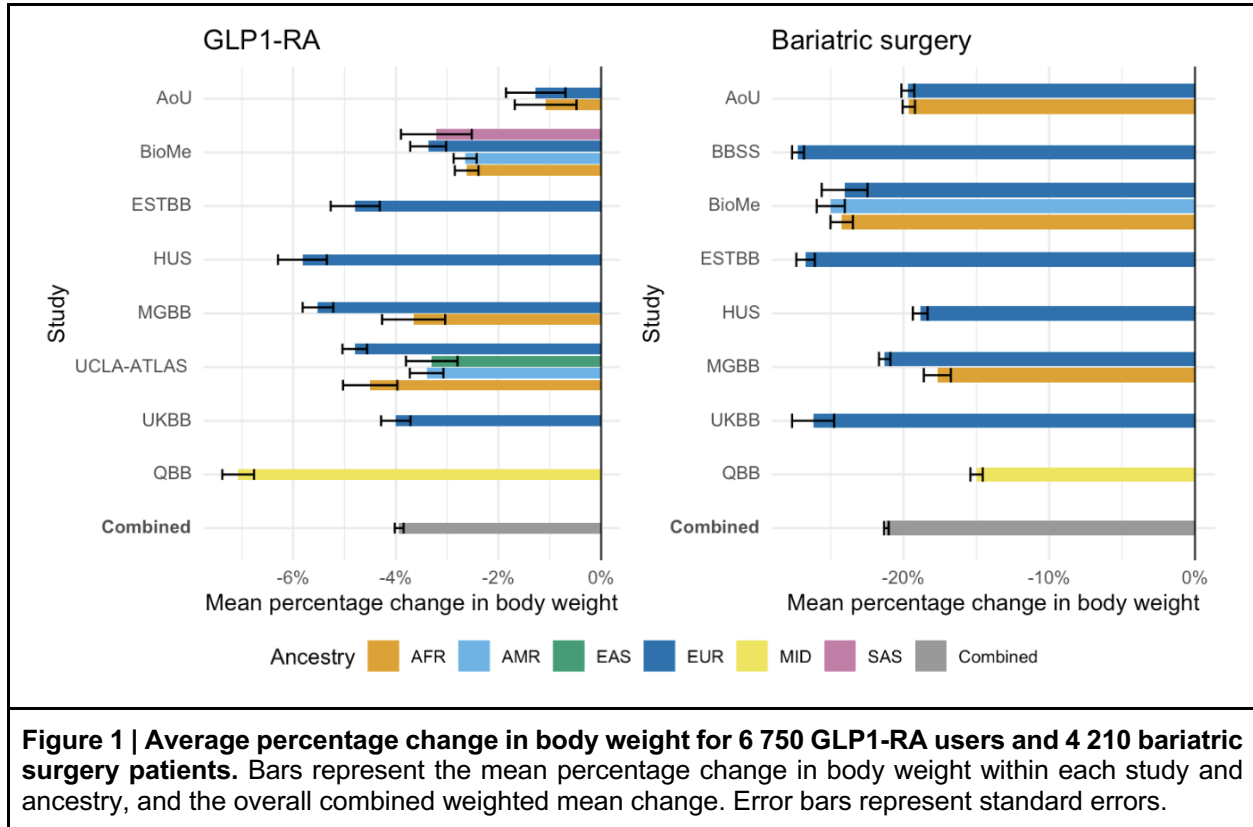 GLP1-RA
Study
AoU
BioMe
ESTBB
HUS
MGBB
UCLA-ATLAS
UKBB
QBB
Combined
-6% -4% -2% 0%
Mean percentage change in body weight
Bariatric surgery
Study
AoU
BBSS
BioMe
ESTBB
HUS
MGBB
UKBB
QBB
Combined
-20% -10% 0%
Mean percentage change in body weight
Ancestry AFR AMR EAS EUR MID SAS Combined
Figure 1 | Average percentage change in body weight for 6 750 GLP1-RA users and 4 210 bariatric
surgery patients. Bars represent the mean percentage change in body weight within each study and
ancestry, and the overall combined weighted mean change. Error bars represent standard errors.